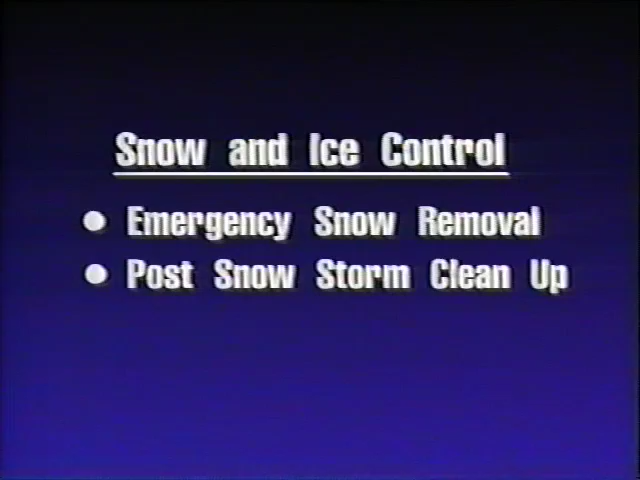 Snow and Ice Control
● Emergency Snow Removal
● Post Snow Storm Clean Up